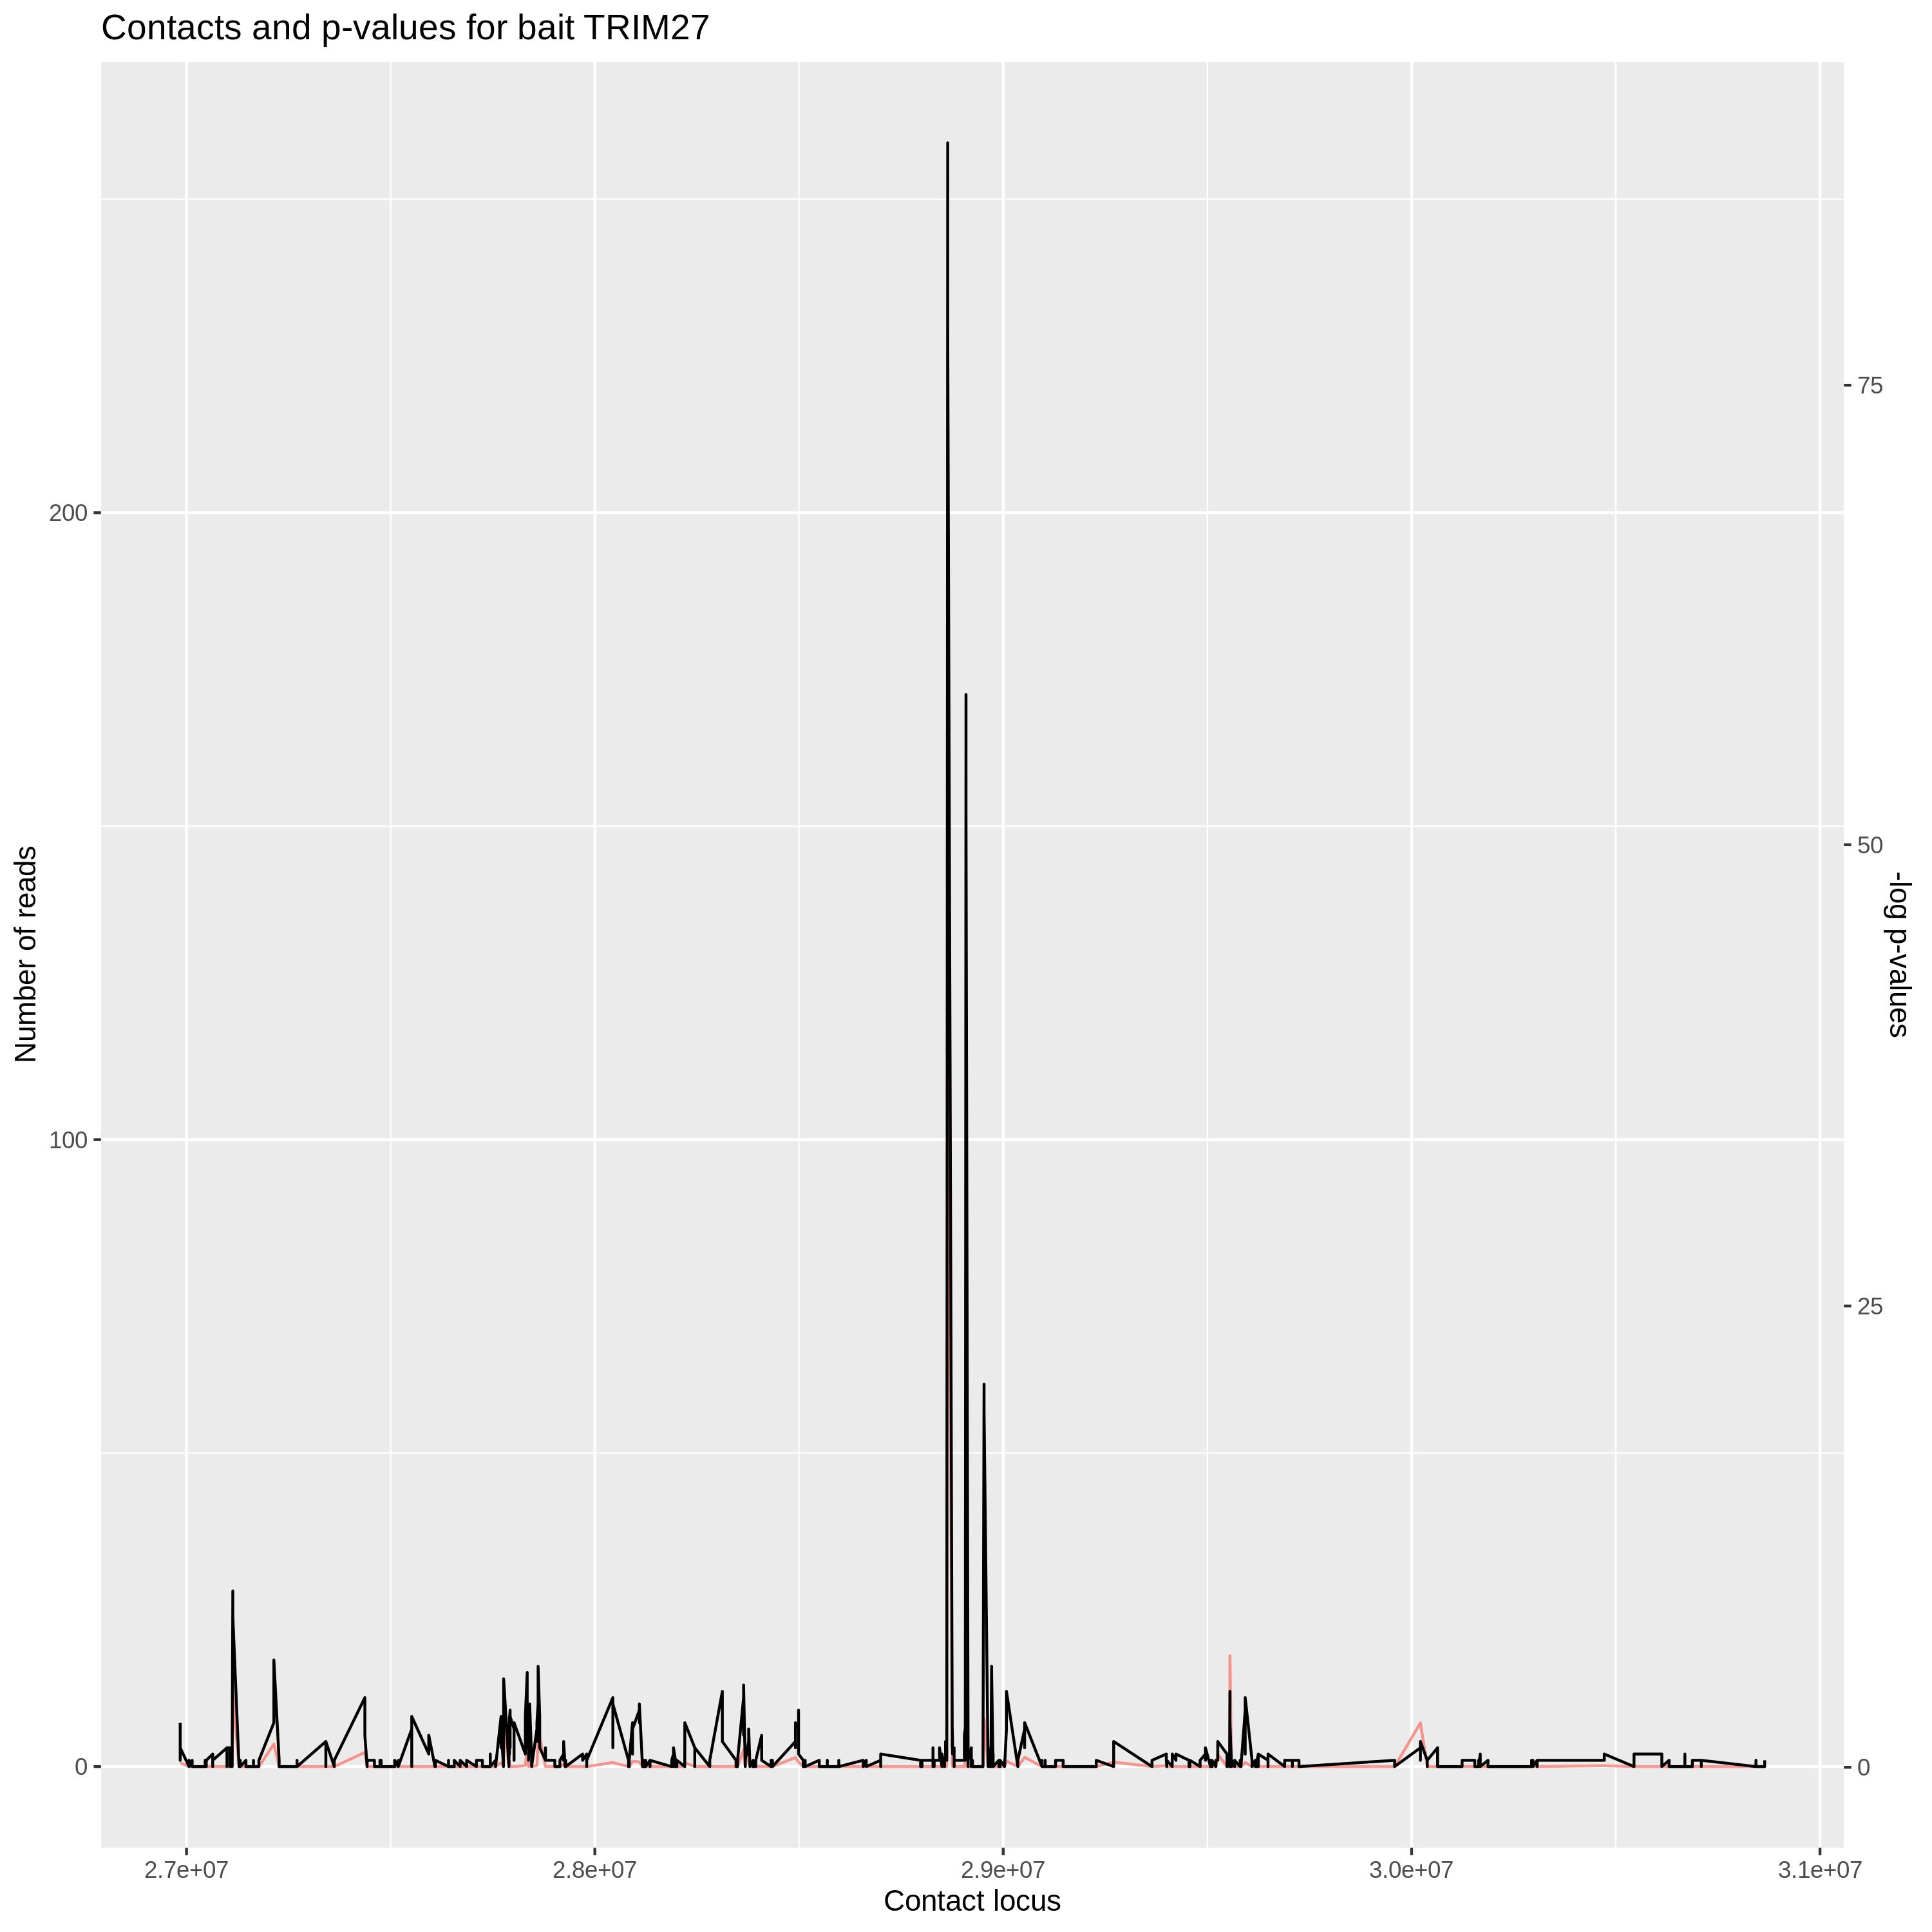 Contacts and p-values for bait TRIM27
Number of reads
200
100
0
75
50
25
0
-log p-values
2.7e+07
2.8e+07
2.9e+07
3.0e+07
3.1e+07
Contact locus